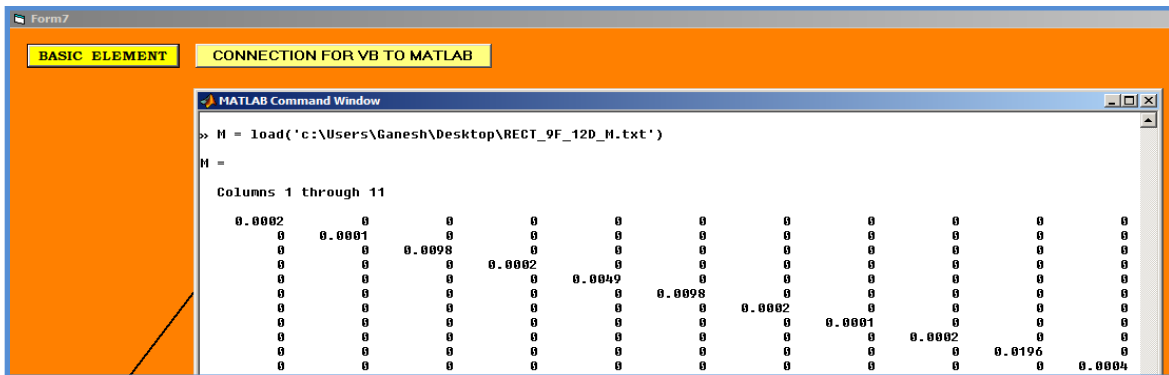 Form7
BASIC ELEMENT CONNECTION FOR VB TO MATLAB
MATLAB Command Window
» M = load('c:\Users\Ganesh\Desktop\RECT_9F_12D_M.txt')
M =
Columns 1 through 11
0.0002 0 0 0 0 0 0 0 0 0 0
0 0.0001 0 0 0 0 0 0 0 0 0
0 0 0.0098 0 0 0 0 0 0 0 0
0 0 0 0.0002 0 0 0 0 0 0 0
0 0 0 0 0.0049 0 0 0 0 0 0
0 0 0 0 0 0.0098 0 0 0 0 0
0 0 0 0 0 0 0.0002 0 0 0 0
0 0 0 0 0 0 0 0.0001 0 0 0
0 0 0 0 0 0 0 0 0.0002 0 0
0 0 0 0 0 0 0 0 0 0.0196 0
0 0 0 0 0 0 0 0 0 0 0.0004